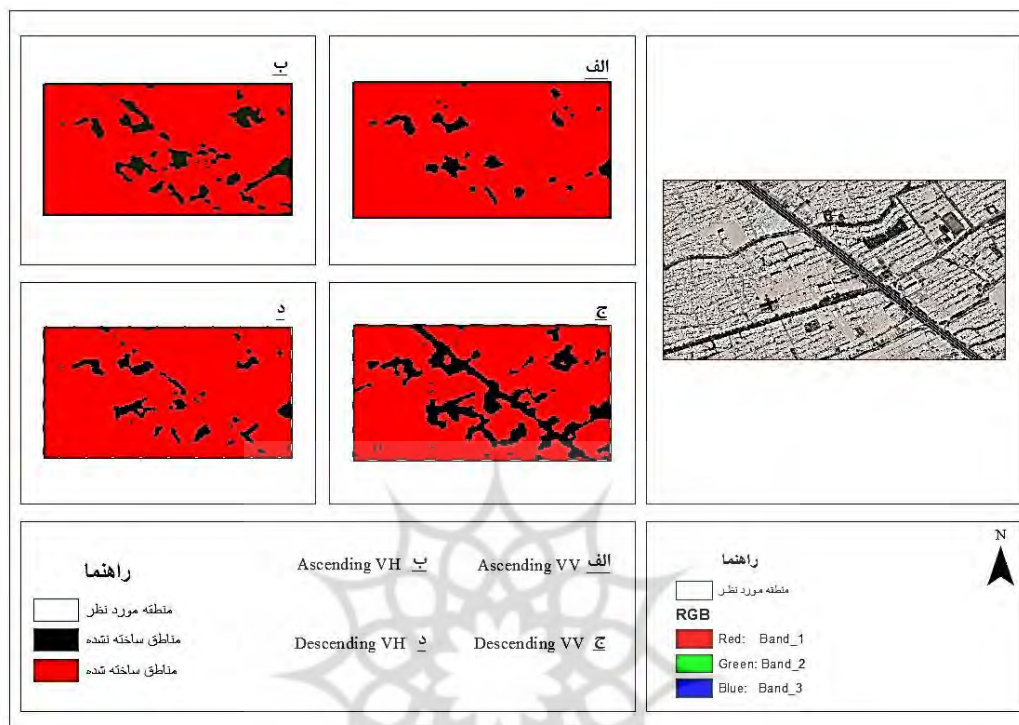 الف
ب
ج
د
راهنما
منطقه مورد نظر
RGB
Red: Band_1
Green: Band_2
Blue: Band_3
N
راهنما
منطقه مورد نظر
مناطق ساخته نشده
مناطق ساخته شده
الف Ascending VV
ب Ascending VH
ج Descending VV
د Descending VH